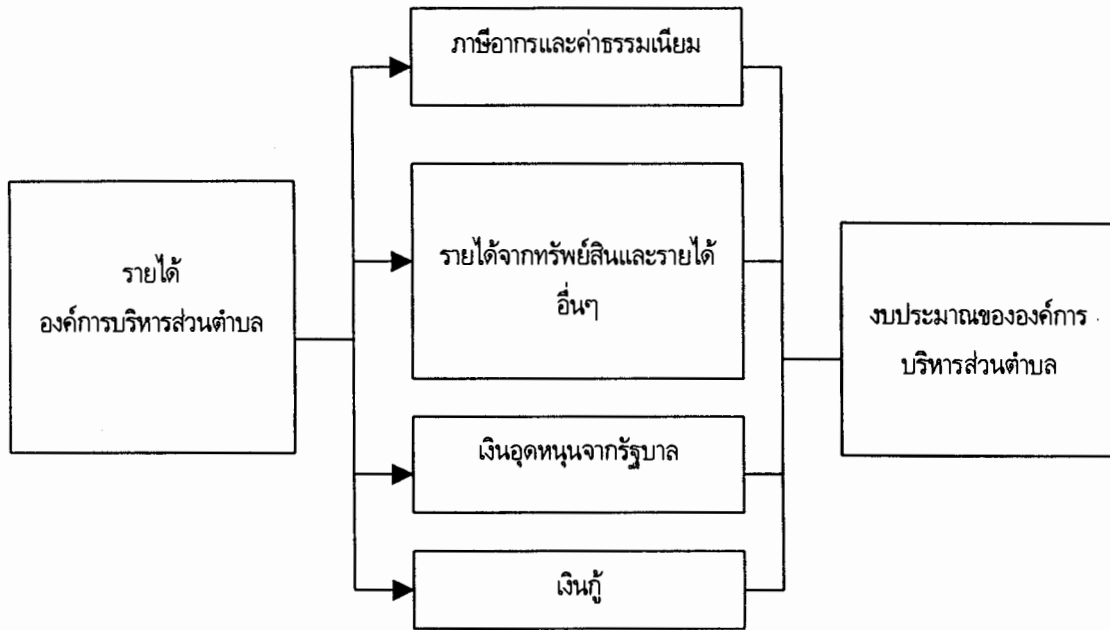 รายได้
องค์การบริหารส่วนตำบล
ภาษีอากรและค่าธรรมเนียม
รายได้จากทรัพย์สินและรายได้
อื่นๆ
เงินอุดหนุนจากรัฐบาล
เงินกู้
งบประมาณขององค์การ
บริหารส่วนตำบล